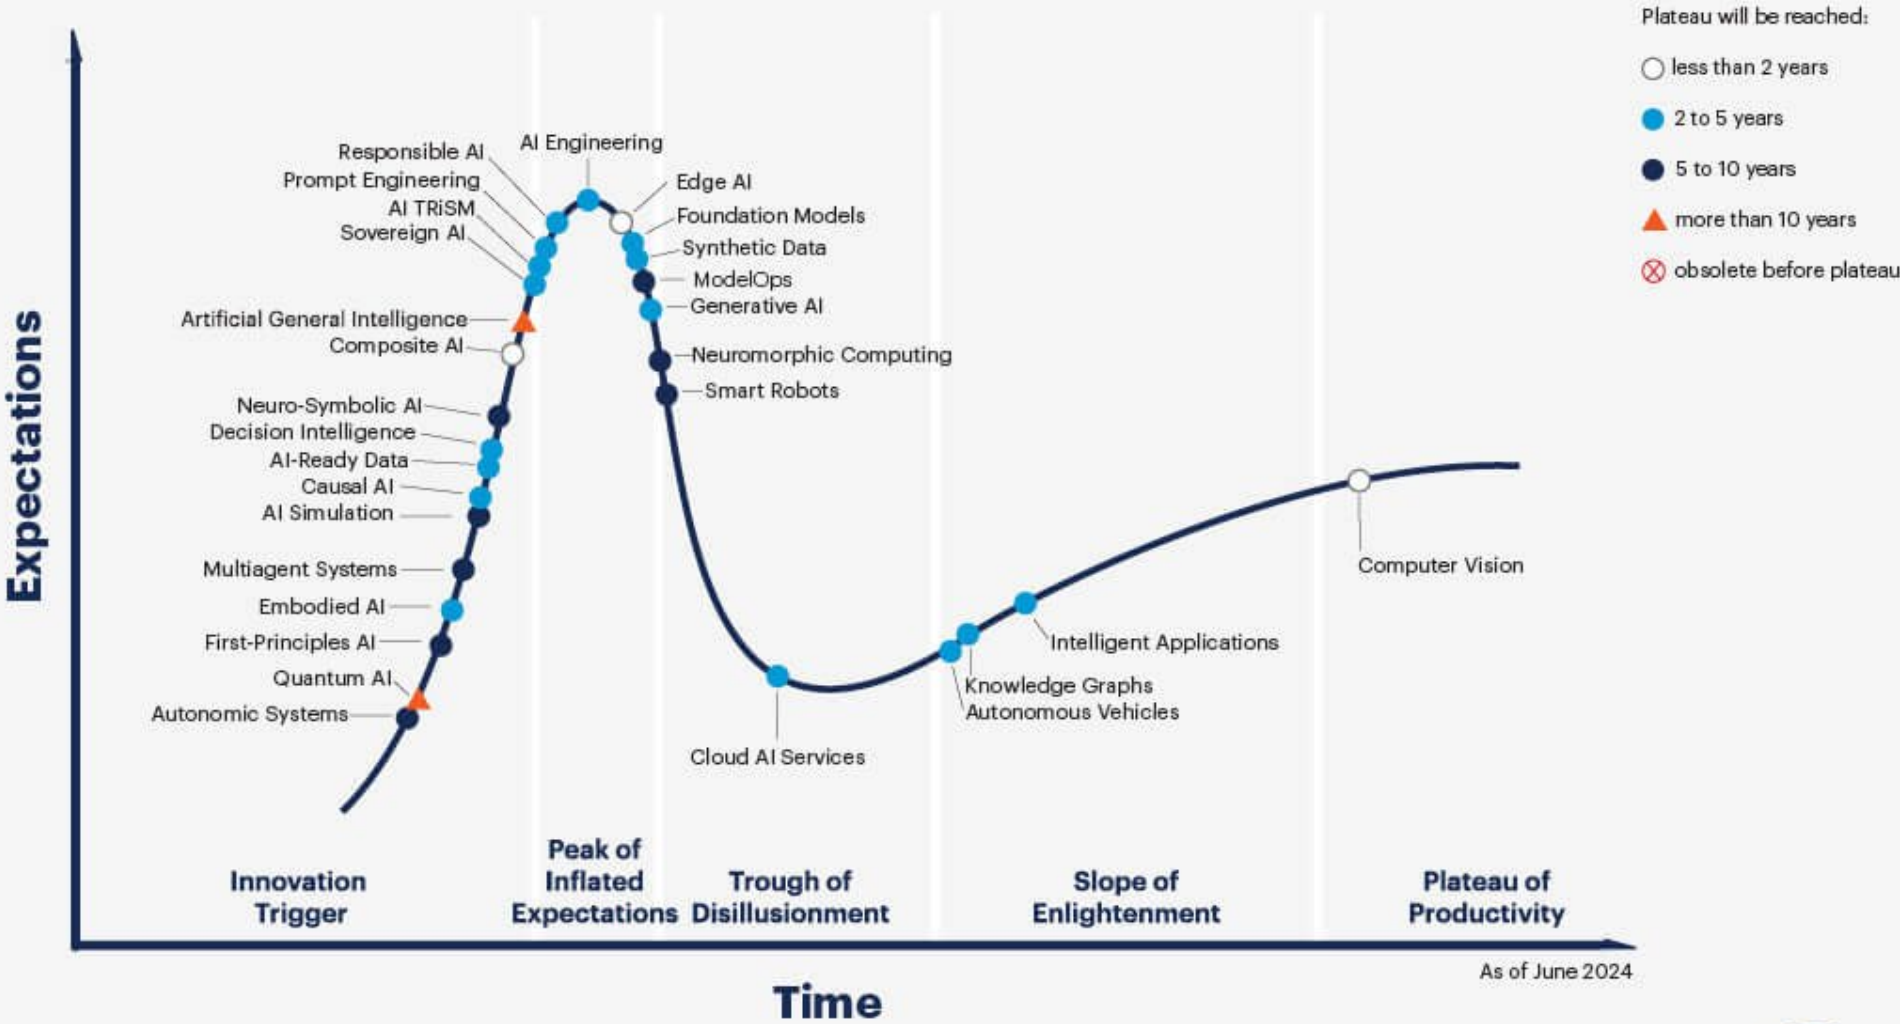 Plateau will be reached:
less than 2 years
2 to 5 years
5 to 10 years
more than 10 years
obsolete before plateau
Expectations
AI Engineering
Responsible AI
Prompt Engineering
AI TRiSM
Sovereign AI
Artificial General Intelligence
Composite AI
Neuro-Symbolic AI
Decision Intelligence
AI-Ready Data
Causal AI
AI Simulation
Multiagent Systems
Embodied AI
First-Principles AI
Quantum AI
Autonomic Systems
Edge AI
Foundation Models
Synthetic Data
ModelOps
Generative AI
Neuromorphic Computing
Smart Robots
Cloud AI Services
Knowledge Graphs
Autonomous Vehicles
Intelligent Applications
Computer Vision
Innovation
Trigger
Peak of
Inflated
Expectations
Trough of
Disillusionment
Slope of
Enlightenment
Plateau of
Productivity
As of June 2024
Time